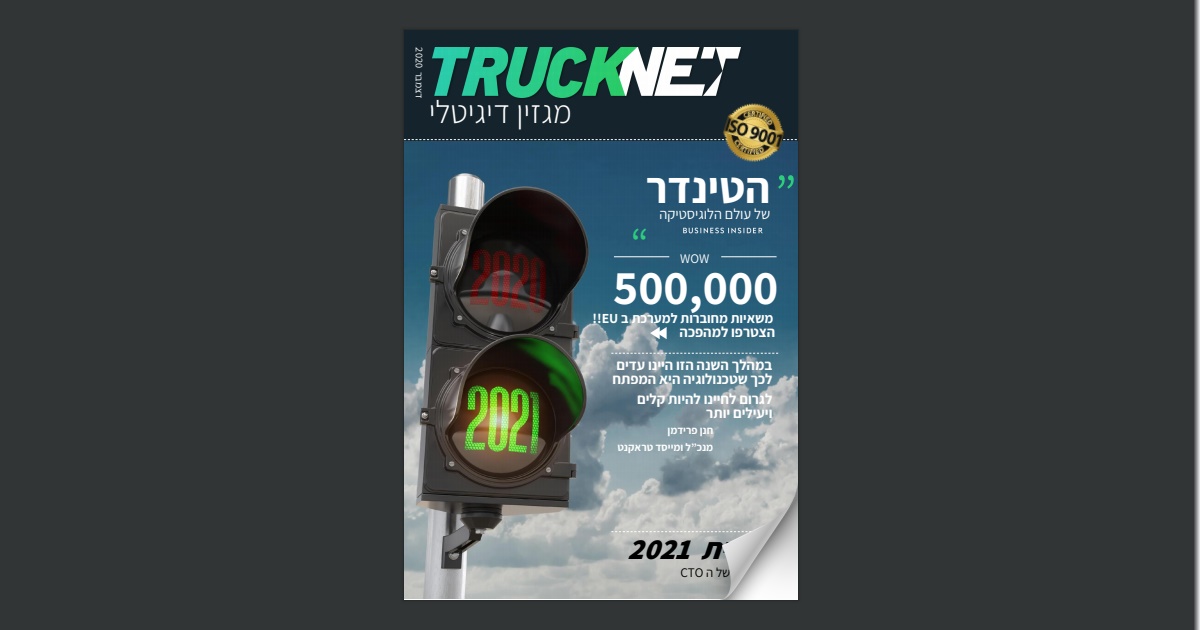 TRUCKNET
דצמבר 2020
מגזין דיגיטלי
CERTIFIED
ISO 9001
CERTIFIED
”הטינדר
של עולם הלוגיסטיקה
BUSINESS INSIDER
“
WOW
500,000
משאיות מחוברות למערכת ב EU!!
הצטרפו למהפכה
במהלך השנה הזו היינו עדים
לכך שטכנולוגיה היא המפתח
לגרום לחיינו להיות קלים
ויעילים יותר
חנן פרידמן
מנכ”ל ומייסד טראקנט
2020
2021
ת 2021
של ה CTO